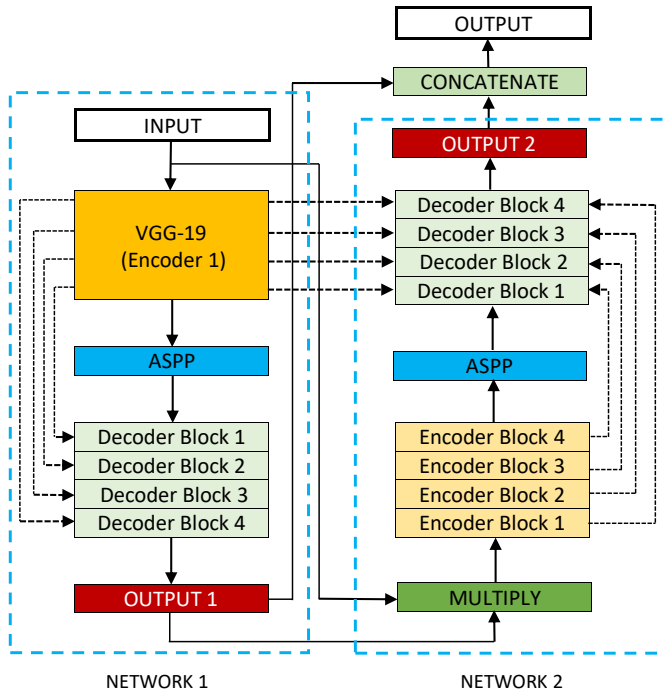 INPUT
VGG-19
(Encoder 1)
ASPP
Decoder Block 1
Decoder Block 2
Decoder Block 3
Decoder Block 4
OUTPUT 1
NETWORK 1
OUTPUT
CONCATENATE
OUTPUT 2
Decoder Block 4
Decoder Block 3
Decoder Block 2
Decoder Block 1
ASPP
Encoder Block 4
Encoder Block 3
Encoder Block 2
Encoder Block 1
MULTIPLY
NETWORK 2